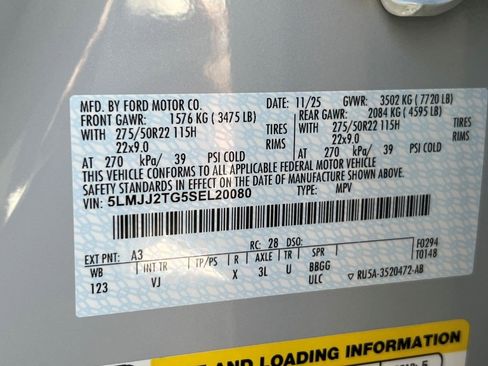 MFD. BY FORD MOTOR CO. 11/25 GVWR: 3502 KG ( 7720 LB)
FRONT GAWR: 1576 KG ( 3475 LB) REAR GAWR: 2084 KG ( 4595 LB)
WITH 275/50R22 115H TIRES WITH 275/50R22 115H TIRES
22x9.0 RIMS 22x9.0 RIMS
AT 270 kPa/ 39 PSI COLD AT 270 kPa/ 39 PSI COLD
THIS VEHICLE CONFORMS TO ALL APPLICABLE FEDERAL MOTOR VEHICLE
SAFETY STANDARDS IN EFFECT ON THE DATE OF MANUFACTURE SHOWN ABOVE.
VIN: 5LMJJ2TG5SEL20080 TYPE: MPV
EXT PNT: A3 RC: 28 DSO: F0294
WB INT TR TP/PS R AXLE TR SPR T0148
123 VJ X 3L U BBGG
ULC RU5A-3520472-AB
AND LOADING INFORMATION